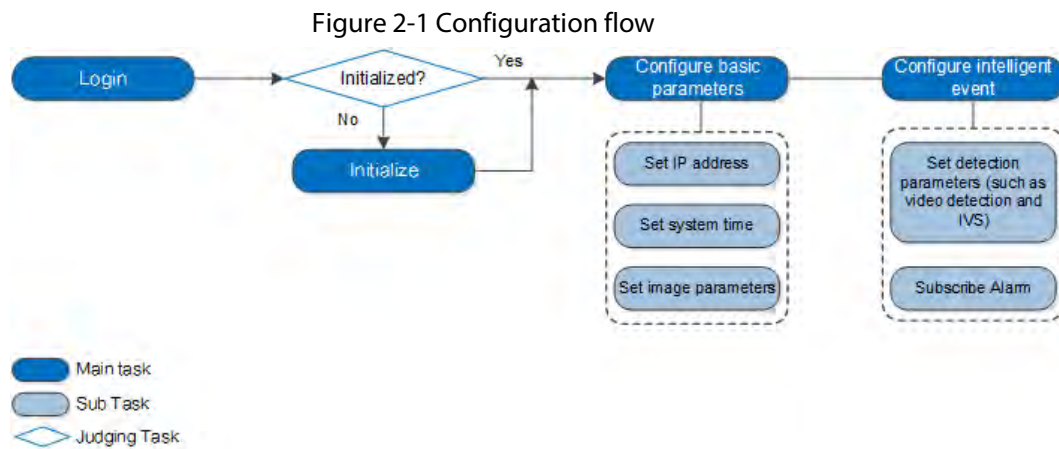 Figure 2-1 Configuration flow
Login
Initialized?
Yes
No
Initialize
Configure basic
parameters
Set IP address
Set system time
Set image parameters
Configure intelligent
event
Set detection
parameters (such as
video detection and
IVS)
Subscribe Alarm
Main task
Sub Task
Judging Task